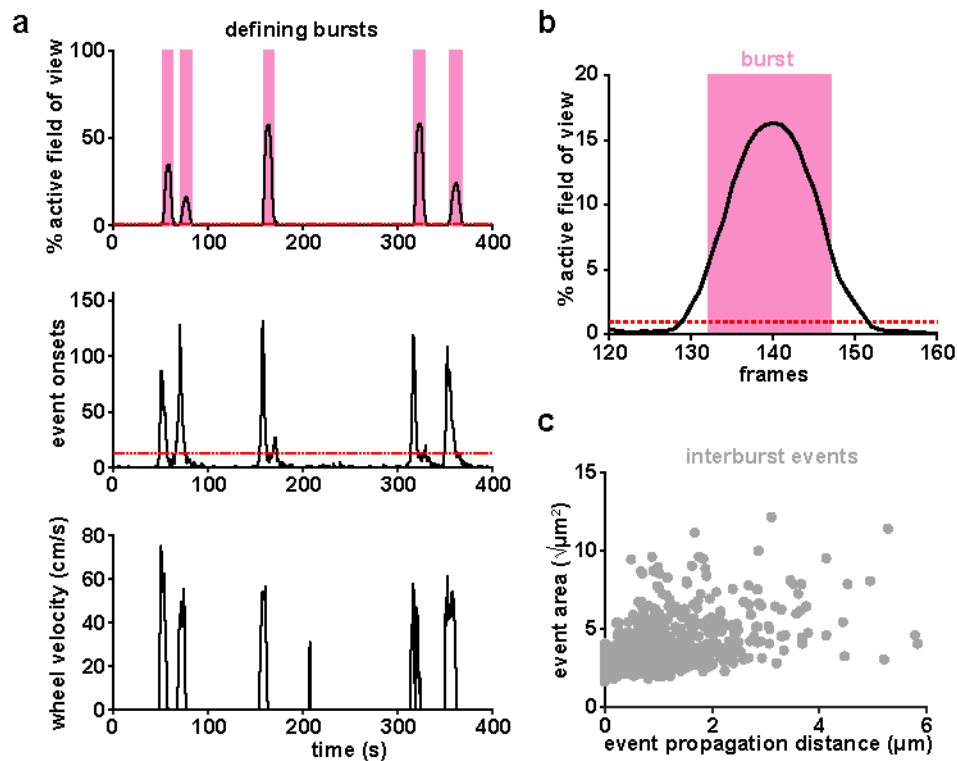 a
defining bursts
% active field of view
100
50
0
0 100 200 300 400
event onsets
150
100
50
0
0 100 200 300 400
wheel velocity (cm/s)
80
60
40
20
0
0 100 200 300 400
time (s)
b
burst
% active field of view
20
15
10
5
0
120 130 140 150 160
frames
c
interburst events
event area (√µm²)
15
10
5
0
0 2 4 6
event propagation distance (µm)